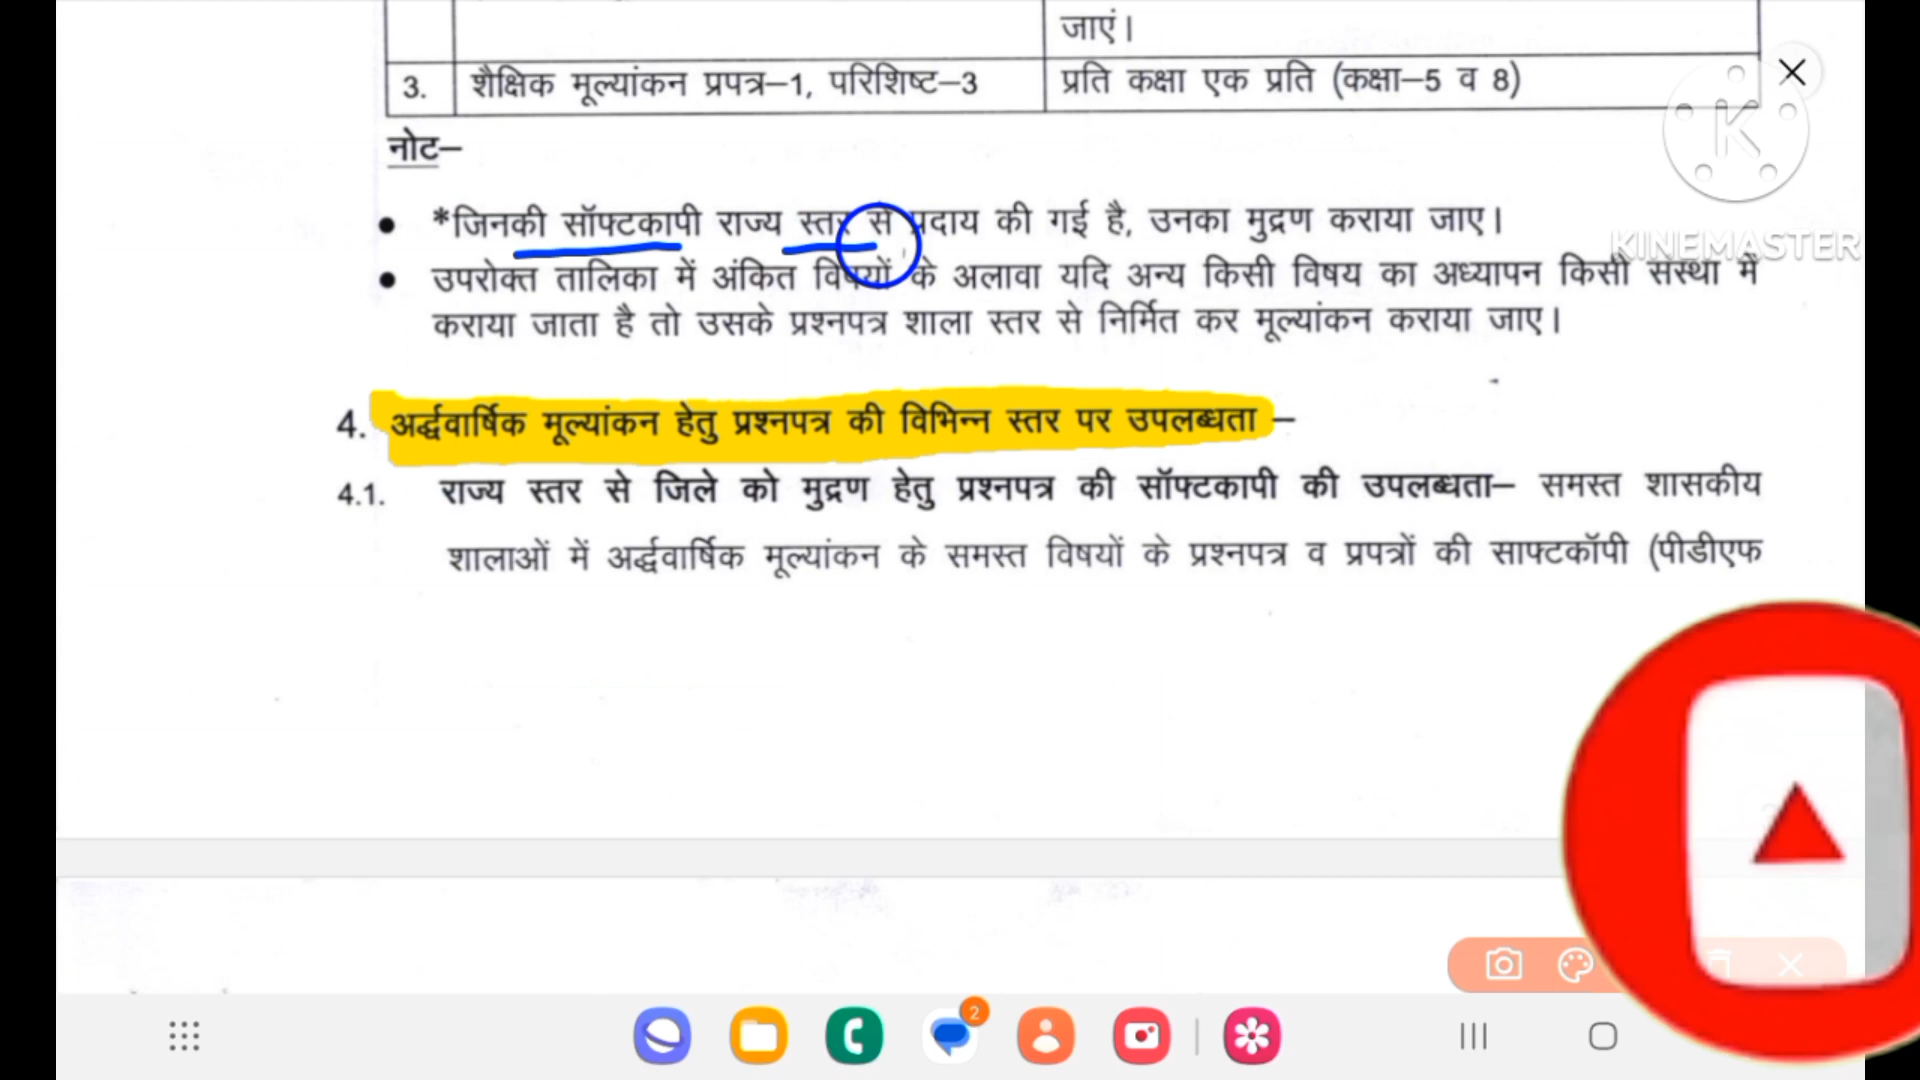 जाएं।
3. शैक्षिक मूल्यांकन प्रपत्र–1, परिशिष्ट–3 प्रति कक्षा एक प्रति (कक्षा–5 व 8)
नोट–
K
KINEMASTER
• *जिनकी सॉफ्टकापी राज्य स्तर से प्रदाय की गई है, उनका मुद्रण कराया जाए।
• उपरोक्त तालिका में अंकित विषयों के अलावा यदि अन्य किसी विषय का अध्यापन किसी संस्था में
कराया जाता है तो उसके प्रश्नपत्र शाला स्तर से निर्मित कर मूल्यांकन कराया जाए।
4. अर्द्धवार्षिक मूल्यांकन हेतु प्रश्नपत्र की विभिन्न स्तर पर उपलब्धता –
4.1. राज्य स्तर से जिले को मुद्रण हेतु प्रश्नपत्र की सॉफ्टकापी की उपलब्धता– समस्त शासकीय
शालाओं में अर्द्धवार्षिक मूल्यांकन के समस्त विषयों के प्रश्नपत्र व प्रपत्रों की साफ्टकॉपी (पीडीएफ
2